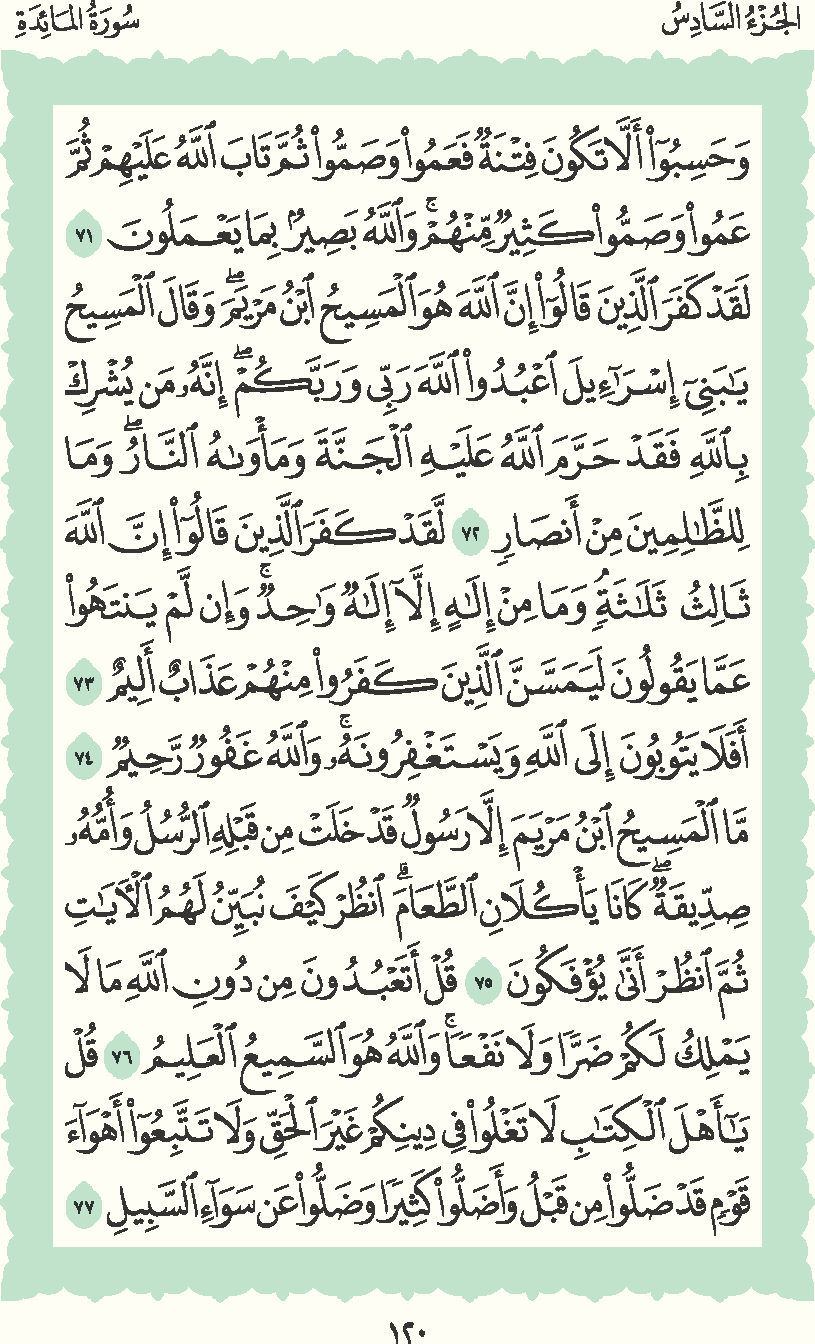 سُورَةُ المَائِدَةِ
الجُزْءُ السَّادِسُ
وَحَسِبُوٓا۟ أَلَّا تَكُونَ فِتْنَةٌ فَعَمُوا۟ وَصَمُّوا۟ ثُمَّ تَابَ ٱللَّهُ عَلَيْهِمْ ثُمَّ
عَمُوا۟ وَصَمُّوا۟ كَثِيرٌ مِّنْهُمْ ۚ وَٱللَّهُ بَصِيرٌۢ بِمَا يَعْمَلُونَ ٧١
لَقَدْ كَفَرَ ٱلَّذِينَ قَالُوٓا۟ إِنَّ ٱللَّهَ هُوَ ٱلْمَسِيحُ ٱبْنُ مَرْيَمَ ۖ وَقَالَ ٱلْمَسِيحُ
يَـٰبَنِىٓ إِسْرَٰٓءِيلَ ٱعْبُدُوا۟ ٱللَّهَ رَبِّى وَرَبَّكُمْ ۖ إِنَّهُۥ مَن يُشْرِكْ
بِٱللَّهِ فَقَدْ حَرَّمَ ٱللَّهُ عَلَيْهِ ٱلْجَنَّةَ وَمَأْوَىٰهُ ٱلنَّارُ ۖ وَمَا
لِلظَّـٰلِمِينَ مِنْ أَنصَارٍ ٧٢ لَّقَدْ كَفَرَ ٱلَّذِينَ قَالُوٓا۟ إِنَّ ٱللَّهَ
ثَالِثُ ثَلَـٰثَةٍۘ وَمَا مِنْ إِلَـٰهٍ إِلَّآ إِلَـٰهٌ وَٰحِدٌ ۚ وَإِن لَّمْ يَنتَهُوا۟
عَمَّا يَقُولُونَ لَيَمَسَّنَّ ٱلَّذِينَ كَفَرُوا۟ مِنْهُمْ عَذَابٌ أَلِيمٌ ٧٣
أَفَلَا يَتُوبُونَ إِلَى ٱللَّهِ وَيَسْتَغْفِرُونَهُۥ ۚ وَٱللَّهُ غَفُورٌ رَّحِيمٌ ٧٤
مَّا ٱلْمَسِيحُ ٱبْنُ مَرْيَمَ إِلَّا رَسُولٌ قَدْ خَلَتْ مِن قَبْلِهِ ٱلرُّسُلُ وَأُمُّهُۥ
صِدِّيقَةٌ ۖ كَانَا يَأْكُلَانِ ٱلطَّعَامَ ۗ ٱنظُرْ كَيْفَ نُبَيِّنُ لَهُمُ ٱلْـَٔايَـٰتِ
ثُمَّ ٱنظُرْ أَنَّىٰ يُؤْفَكُونَ ٧٥ قُلْ أَتَعْبُدُونَ مِن دُونِ ٱللَّهِ مَا لَا
يَمْلِكُ لَكُمْ ضَرًّا وَلَا نَفْعًا ۚ وَٱللَّهُ هُوَ ٱلسَّمِيعُ ٱلْعَلِيمُ ٧٦ قُلْ
يَـٰٓأَهْلَ ٱلْكِتَـٰبِ لَا تَغْلُوا۟ فِى دِينِكُمْ غَيْرَ ٱلْحَقِّ وَلَا تَتَّبِعُوٓا۟ أَهْوَآءَ
قَوْمٍ قَدْ ضَلُّوا۟ مِن قَبْلُ وَأَضَلُّوا۟ كَثِيرًا وَضَلُّوا۟ عَن سَوَآءِ ٱلسَّبِيلِ ٧٧
١٢٠